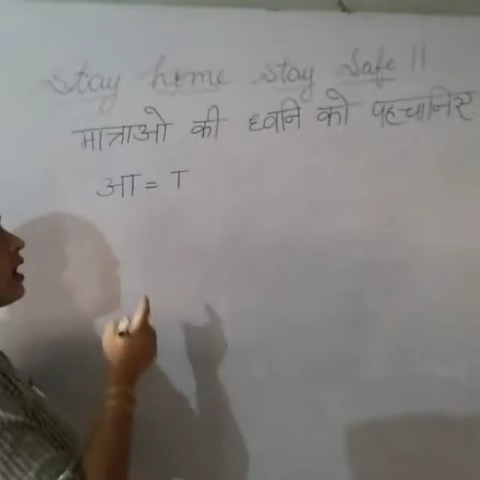 Stay home Stay Safe !!
मात्राओ की ध्वनि को पहचानिए
आ = ा